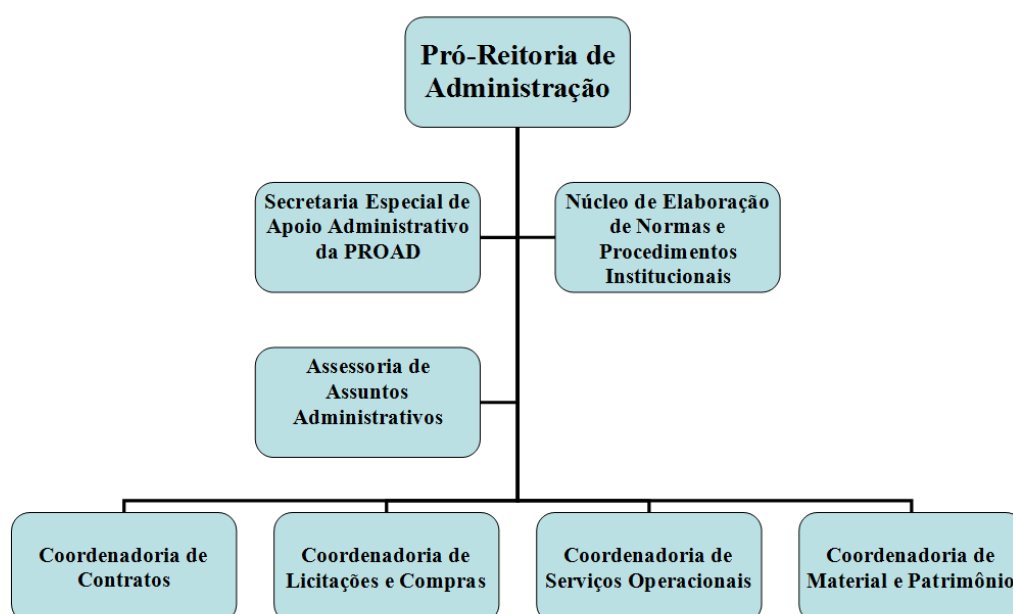 Pró-Reitoria de
Administração
Secretaria Especial de
Apoio Administrativo
da PROAD
Núcleo de Elaboração
de Normas e
Procedimentos
Institucionais
Assessoria de
Assuntos
Administrativos
Coordenadoria de
Contratos
Coordenadoria de
Licitações e Compras
Coordenadoria de
Serviços Operacionais
Coordenadoria de
Material e Patrimônio